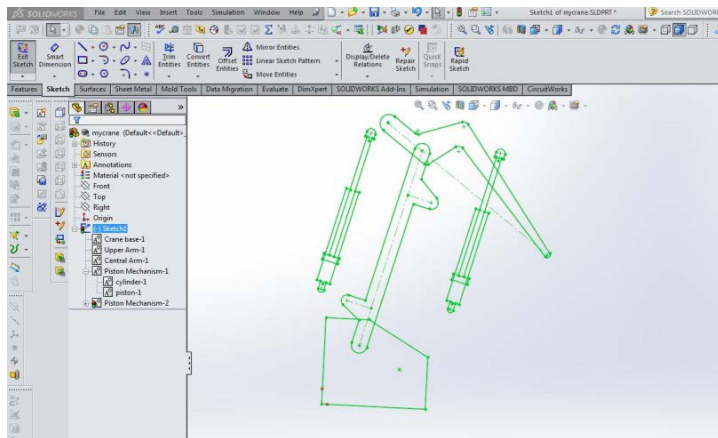 SOLIDWORKS File Edit View Insert Tools Simulation Window Help Sketch1 of mycrane.SLDPRT * Search SOLIDWOR
Exit Sketch
Smart Dimension
Trim Entities
Convert Entities
Offset Entities
Mirror Entities
Linear Sketch Pattern
Move Entities
Display/Delete Relations
Repair Sketch
Quick Snaps
Rapid Sketch
Features Sketch Surfaces Sheet Metal Mold Tools Data Migration Evaluate DimXpert SOLIDWORKS Add-Ins Simulation SOLIDWORKS MBD CircuitWorks
mycrane (Default<<Default>_
History
Sensors
Annotations
Material <not specified>
Front
Top
Right
Origin
(-) Sketch1
Crane base-1
Upper Arm-1
Central Arm-1
Piston Mechanism-1
cylinder-1
piston-1
Piston Mechanism-2